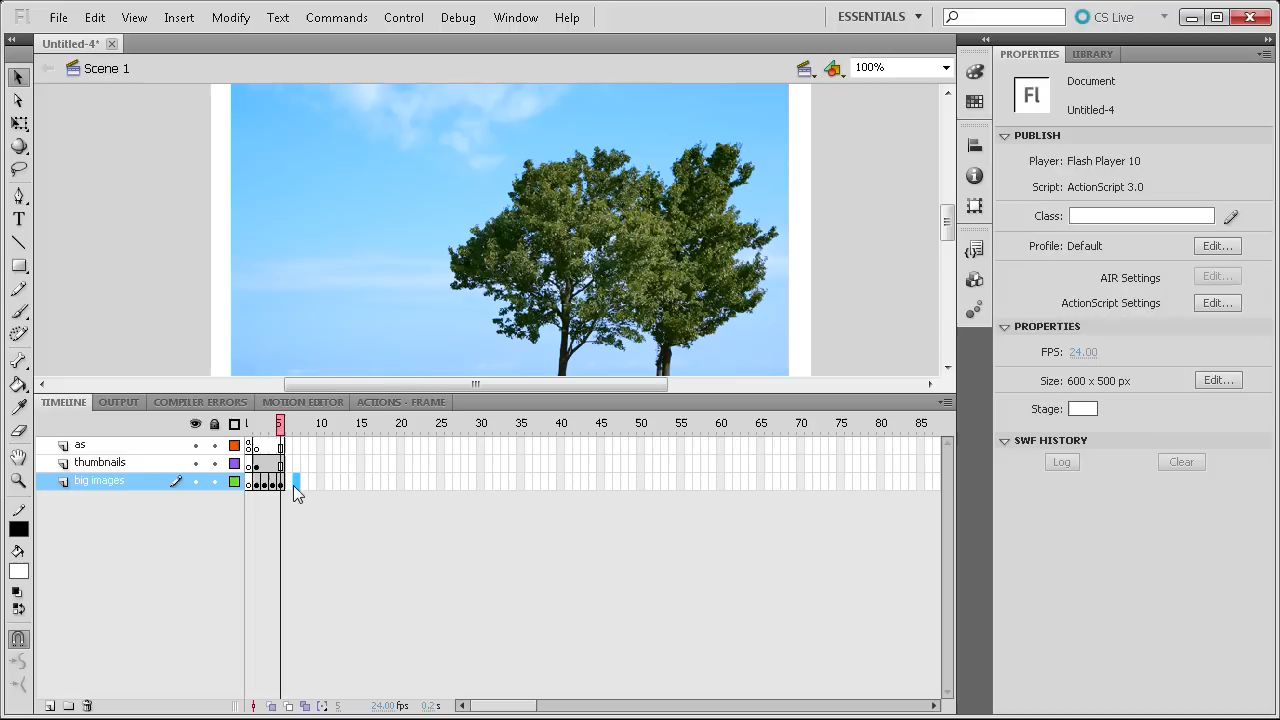 Fl File Edit View Insert Modify Text Commands Control Debug Window Help ESSENTIALS CS Live
Untitled-4*
Scene 1 100%
PROPERTIES LIBRARY
Fl Document
Untitled-4
PUBLISH
Player: Flash Player 10
Script: ActionScript 3.0
Class:
Profile: Default Edit...
AIR Settings Edit...
ActionScript Settings Edit...
PROPERTIES
FPS: 24.00
Size: 600 x 500 px Edit...
Stage:
SWF HISTORY
Log Clear
TIMELINE OUTPUT COMPILER ERRORS MOTION EDITOR ACTIONS - FRAME
1 5 10 15 20 25 30 35 40 45 50 55 60 65 70 75 80 85
as
thumbnails
big images
5 24.00fps 0.2s
T